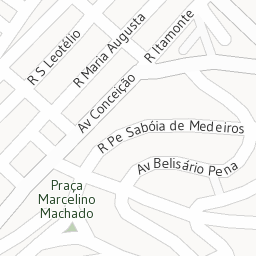 R S Leotélio
R Maria Augusta
Av Conceição
R Itamonte
R Pe Sabóia de Medeiros
Av Belisário Pena
Praça
Marcelino
Machado